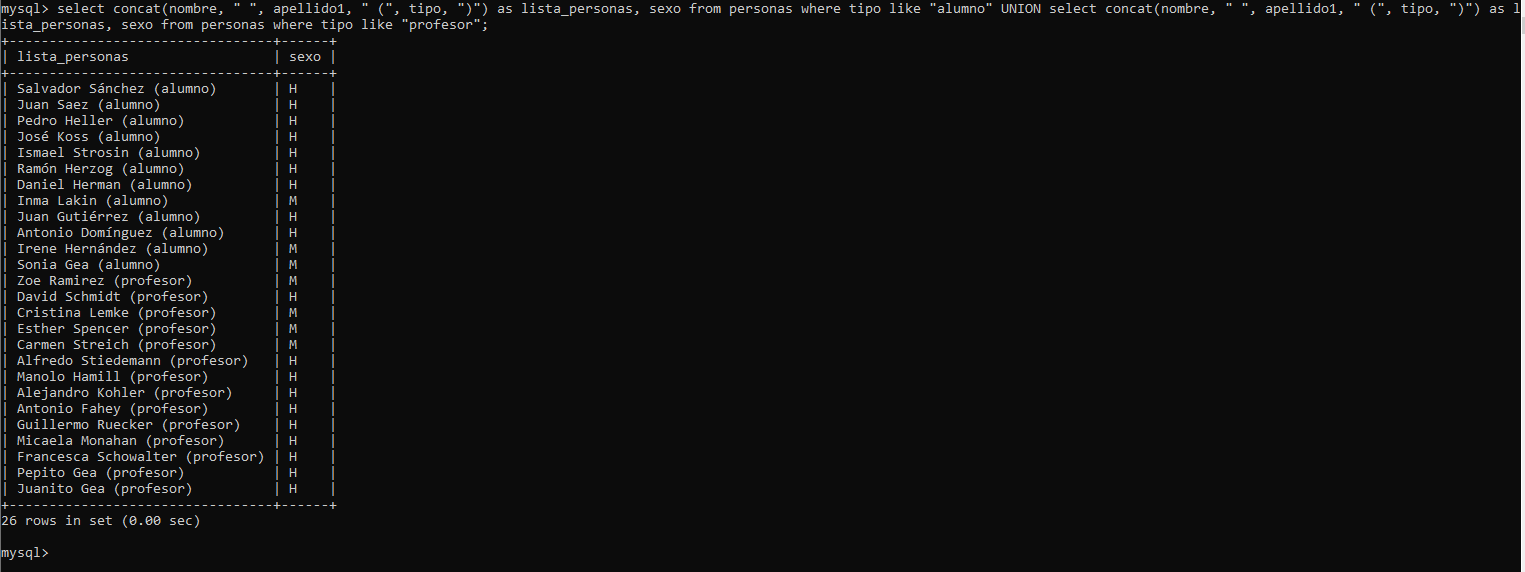 mysql> select concat(nombre, " ", apellido1, " (", tipo, ")") as lista_personas, sexo from personas where tipo like "alumno" UNION select concat(nombre, " ", apellido1, " (", tipo, ")") as l
ista_personas, sexo from personas where tipo like "profesor";
+---------------------------------+------+
| lista_personas                  | sexo |
+---------------------------------+------+
| Salvador Sánchez (alumno)       | H    |
| Juan Saez (alumno)              | H    |
| Pedro Heller (alumno)           | H    |
| José Koss (alumno)              | H    |
| Ismael Strosin (alumno)         | H    |
| Ramón Herzog (alumno)           | H    |
| Daniel Herman (alumno)          | H    |
| Inma Lakin (alumno)             | M    |
| Juan Gutiérrez (alumno)         | H    |
| Antonio Domínguez (alumno)      | H    |
| Irene Hernández (alumno)        | M    |
| Sonia Gea (alumno)              | M    |
| Zoe Ramirez (profesor)          | M    |
| David Schmidt (profesor)        | H    |
| Cristina Lemke (profesor)       | M    |
| Esther Spencer (profesor)       | M    |
| Carmen Streich (profesor)       | M    |
| Alfredo Stiedemann (profesor)   | H    |
| Manolo Hamill (profesor)        | H    |
| Alejandro Kohler (profesor)     | H    |
| Antonio Fahey (profesor)        | H    |
| Guillermo Ruecker (profesor)    | H    |
| Micaela Monahan (profesor)      | H    |
| Francesca Schowalter (profesor) | H    |
| Pepito Gea (profesor)           | H    |
| Juanito Gea (profesor)          | H    |
+---------------------------------+------+
26 rows in set (0.00 sec)
mysql>